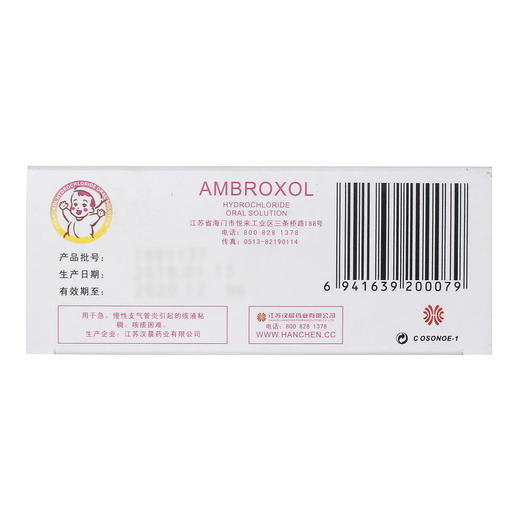 AMBROXOL
HYDROCHLORIDE
ORAL SOLUTION
江苏省海门市悦来工业区三条桥路188号
电话: 800 828 1378
传真: 0513-82190114
产品批号:
生产日期:
有效期至:
6 941639 200079
用于急、慢性支气管炎引起的痰液粘
稠、咳痰困难。
生产企业: 江苏汉晨药业有限公司
江苏汉晨药业有限公司
电话: 800 828 1378
WWW.HANCHEN.CC
C OSONOE-1